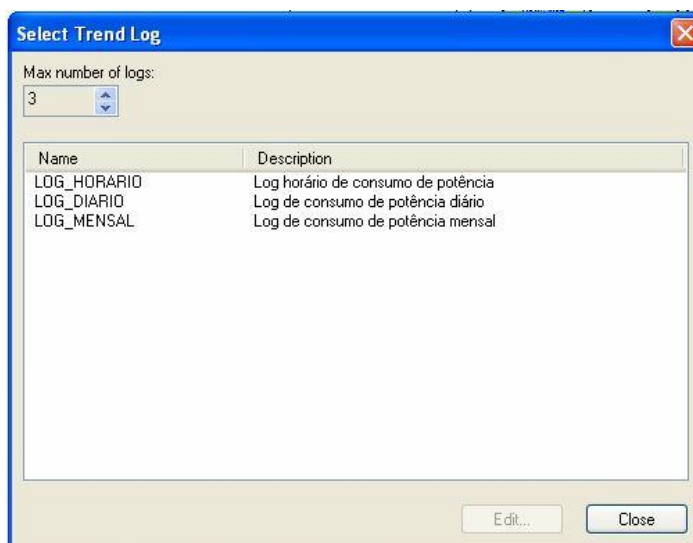 Select Trend Log
Max number of logs:
3
Name Description
LOG_HORARIO Log horário de consumo de potência
LOG_DIARIO Log de consumo de potência diário
LOG_MENSAL Log de consumo de potência mensal
Edit... Close